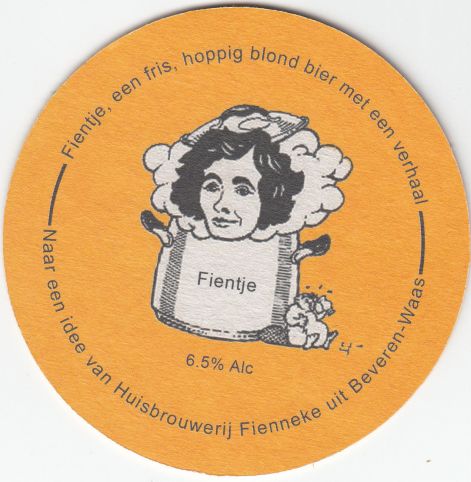 Fientje, een fris, hoppig blond bier met een verhaal
Fientje
6.5% Alc
Naar een idee van Huisbrouwerij Fienneke uit Beveren-Waas